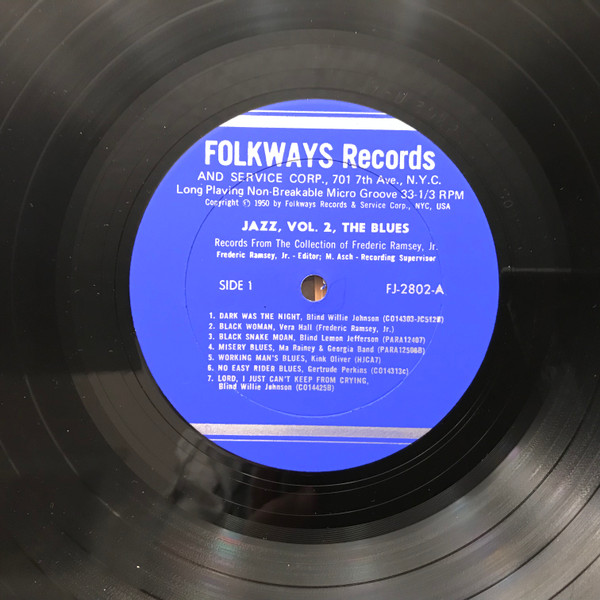 FOLKWAYS Records
AND SERVICE CORP., 701 7th Ave., N.Y.C.
Long Playing Non-Breakable Micro Groove 33-1/3 RPM
Copyright Ⓟ 1950 by Folkways Records & Service Corp., NYC, USA
JAZZ, VOL. 2, THE BLUES
Records From The Collection of Frederic Ramsey, Jr.
Frederic Ramsey, Jr. - Editor; M. Asch - Recording Supervisor
SIDE 1 FJ-2802-A
1. DARK WAS THE NIGHT, Blind Willie Johnson
2. BLACK WOMAN, Vera Hall (Frederic Ramsey, Jr.)
3. BLACK SNAKE MOAN, Blind Lemon Jefferson (PARA12407)
4. MISERY BLUES, Ma Rainey & Georgia Band (PARA12508B)
5. WORKING MAN'S BLUES, Kink Oliver (HJCA7)
6. NO EASY RIDER BLUES, Gertrude Perkins (CO14313c)
7. LORD, I JUST CAN'T KEEP FROM CRYING,
Blind Willie Johnson (CO14425B)